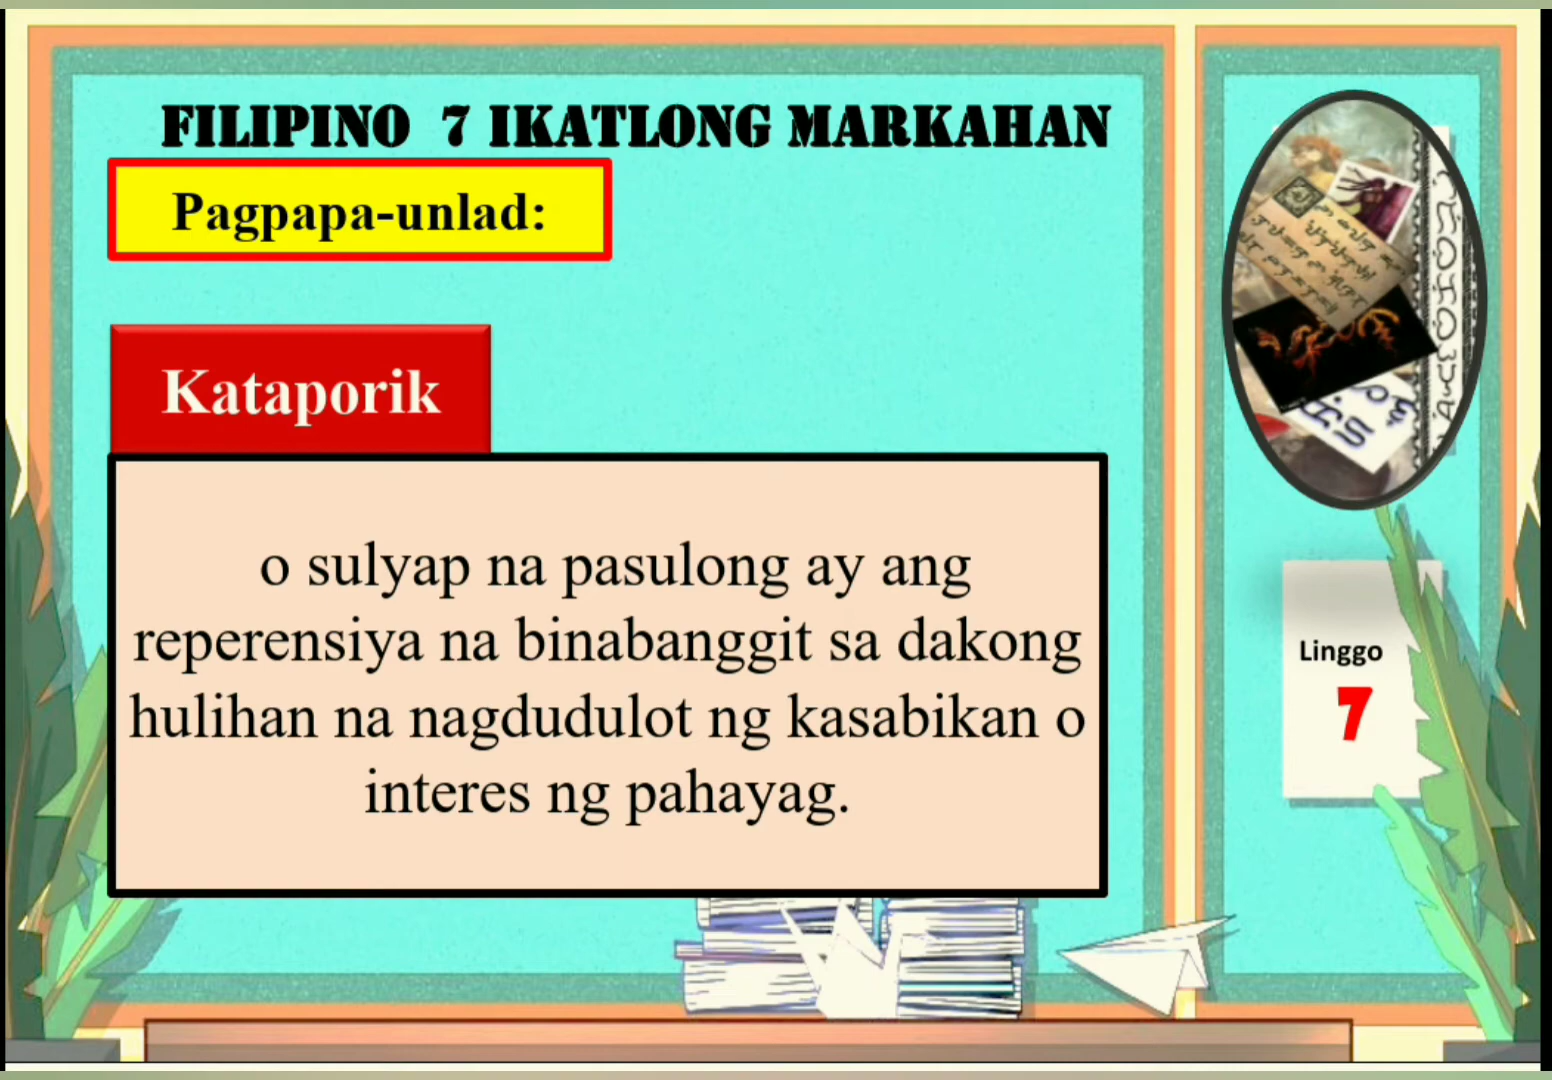 FILIPINO 7 IKATLONG MARKAHAN
Pagpapa-unlad:
Kataporik
o sulyap na pasulong ay ang
reperensiya na binabanggit sa dakong
hulihan na nagdudulot ng kasabikan o
interes ng pahayag.
Linggo
7